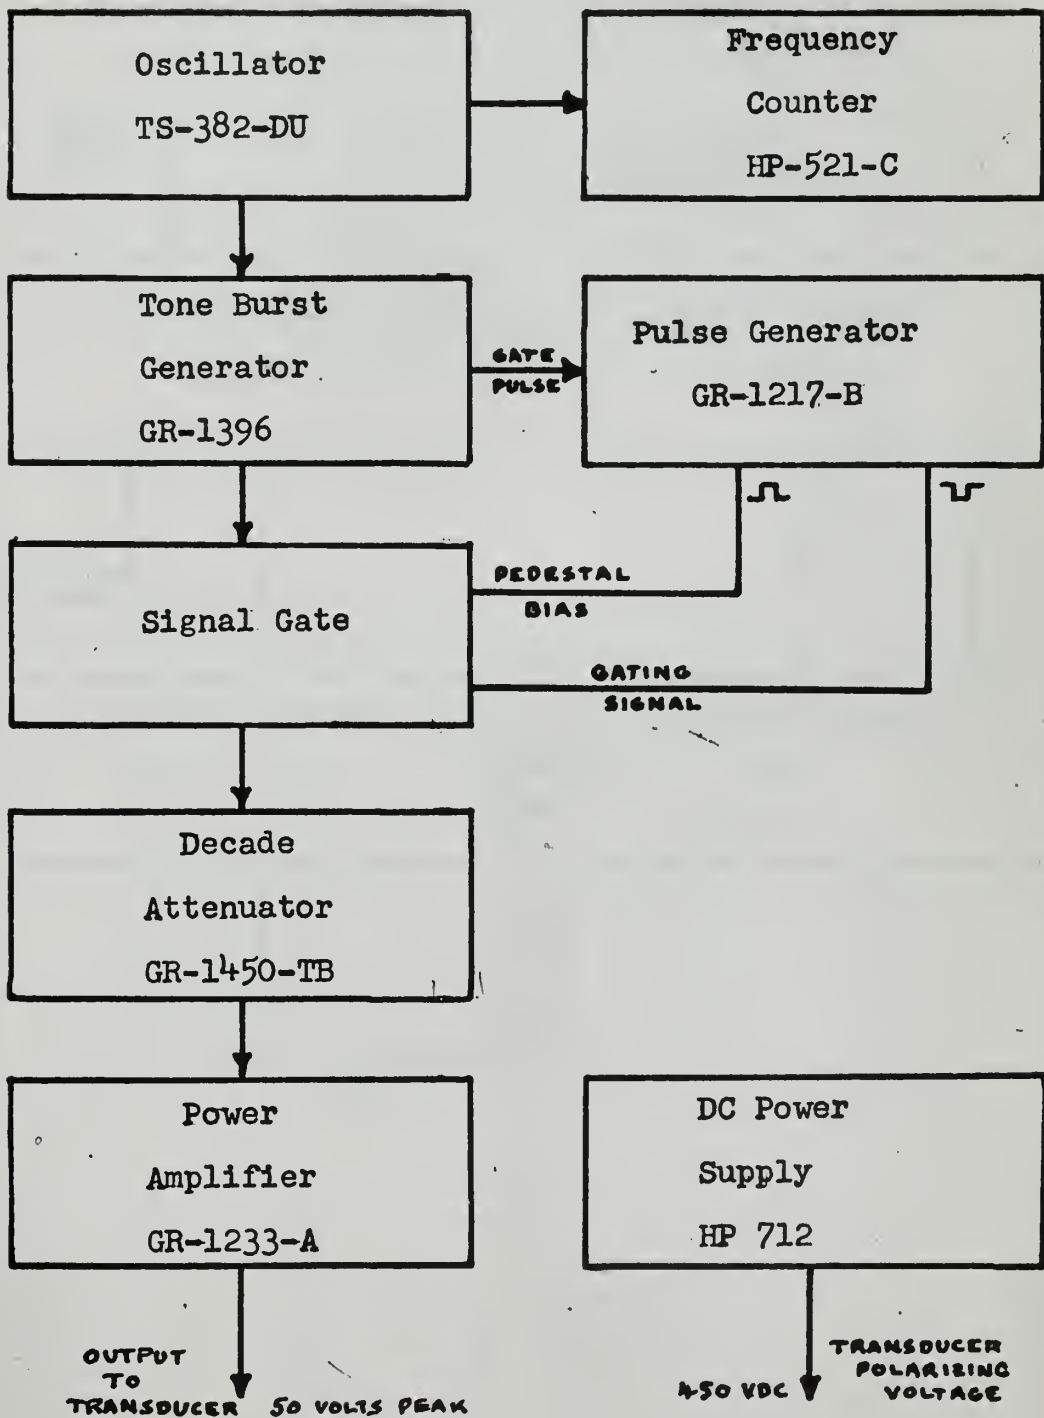 Oscillator
TS-382-DU
Frequency
Counter
HP-521-C
Tone Burst
Generator
GR-1396
GATE
PULSE
Pulse Generator
GR-1217-B
Signal Gate
PEDESTAL
BIAS
GATING
SIGNAL
Decade
Attenuator
GR-1450-TB
Power
Amplifier
GR-1233-A
DC Power
Supply
HP 712
OUTPUT
TO
TRANSDUCER 50 VOLTS PEAK
450 VDC
TRANSDUCER
POLARIZING
VOLTAGE